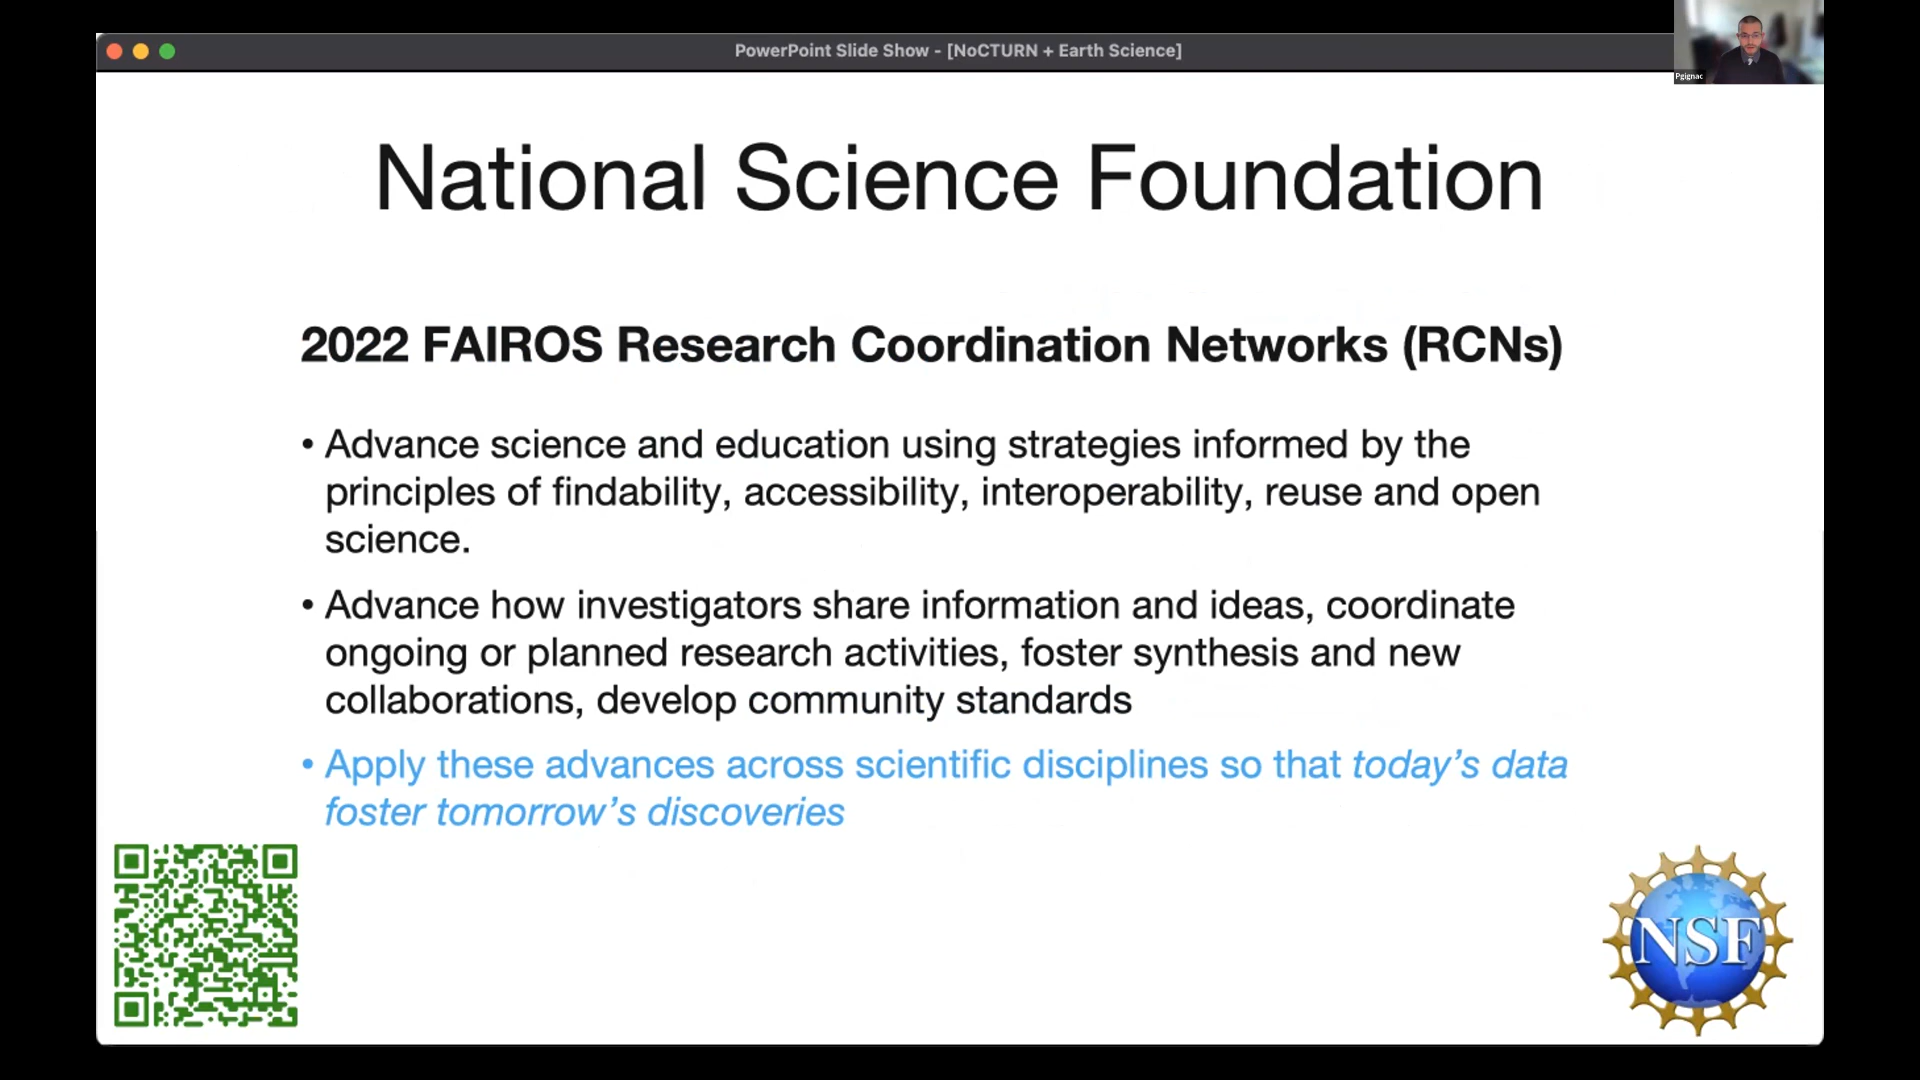 PowerPoint Slide Show - [NoCTURN + Earth Science]
Pgignac
National Science Foundation
2022 FAIROS Research Coordination Networks (RCNs)
• Advance science and education using strategies informed by the
principles of findability, accessibility, interoperability, reuse and open
science.
• Advance how investigators share information and ideas, coordinate
ongoing or planned research activities, foster synthesis and new
collaborations, develop community standards
• Apply these advances across scientific disciplines so that today’s data
foster tomorrow’s discoveries
NSF